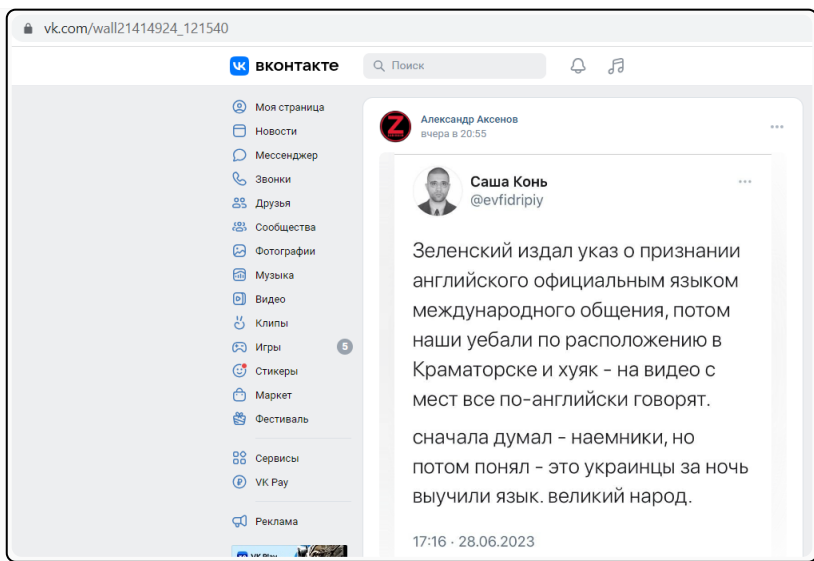 vk.com/wall21414924_121540
вконтакте
Поиск
Моя страница
Новости
Мессенджер
Звонки
Друзья
Сообщества
Фотографии
Музыка
Видео
Клипы
Игры 5
Стикеры
Маркет
Фестиваль
Сервисы
VK Pay
Реклама
Александр Аксенов
вчера в 20:55
Саша Конь
@evfidripiy
Зеленский издал указ о признании
английского официальным языком
международного общения, потом
наши уебали по расположению в
Краматорске и хуяк - на видео с
мест все по-английски говорят.
сначала думал - наемники, но
потом понял - это украинцы за ночь
выучили язык. великий народ.
17:16 · 28.06.2023